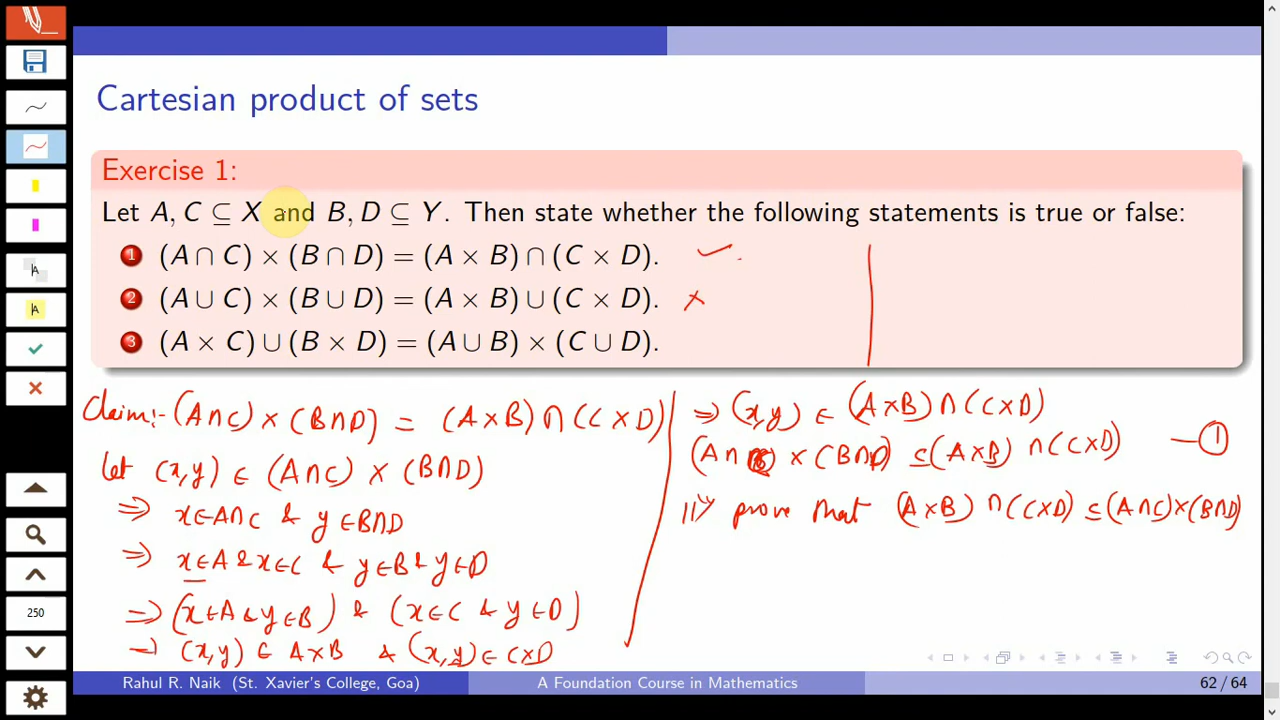 Cartesian product of sets
Exercise 1:
Let A, C ⊆ X and B, D ⊆ Y. Then state whether the following statements is true or false:
1 (A ∩ C) × (B ∩ D) = (A × B) ∩ (C × D).
2 (A ∪ C) × (B ∪ D) = (A × B) ∪ (C × D).
3 (A × C) ∪ (B × D) = (A ∪ B) × (C ∪ D).
Claim:- (A∩C) × (B∩D) = (A×B) ∩ (C×D)
let (x,y) ∈ (A∩C) × (B∩D)
⇒ x∈A∩C & y∈B∩D
⇒ x∈A & x∈C & y∈B & y∈D
⇒ (x∈A & y∈B) & (x∈C & y∈D)
→ (x,y) ∈ A×B & (x,y) ∈ C×D
⇒ (x,y) ∈ (A×B) ∩ (C×D)
(A∩ ) × (B∩D) ⊆ (A×B) ∩ (C×D) — 1
lly prove that (A×B) ∩ (C×D) ⊆ (A∩C)×(B∩D)
A
A
250
Rahul R. Naik (St. Xavier's College, Goa)
A Foundation Course in Mathematics
62 / 64